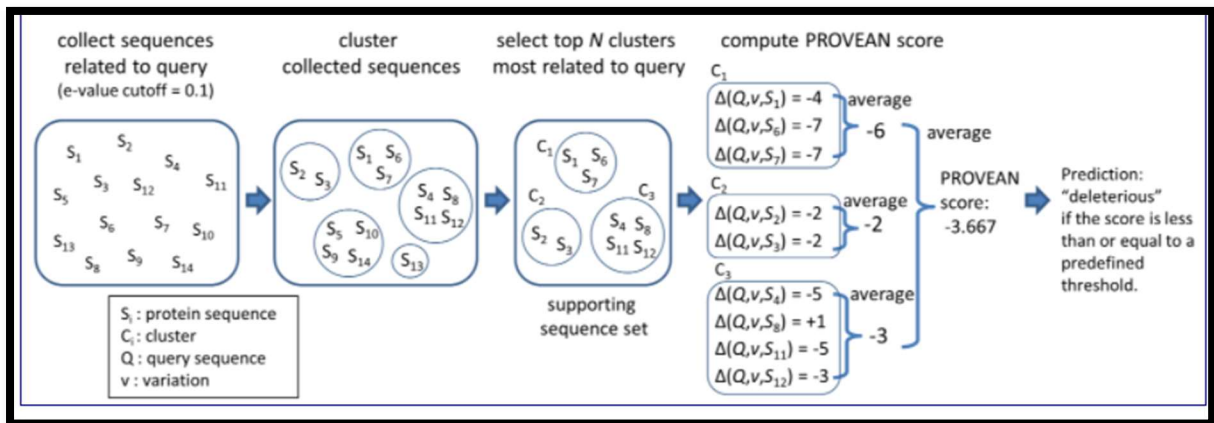 collect sequences
related to query
(e-value cutoff = 0.1)
S1
S2
S4
S3
S12
S11
S5
S6
S7
S10
S13
S8
S9
S14
Si : protein sequence
Ci : cluster
Q : query sequence
v : variation
cluster
collected sequences
S2
S3
S1 S6
S7
S4 S8
S11 S12
S5 S10
S9 S14
S13
select top N clusters
most related to query
C1
S1 S6
S7
C2
S2 S3
C3
S4 S8
S11 S12
supporting
sequence set
compute PROVEAN score
C1
Δ(Q,v,S1) = -4
Δ(Q,v,S6) = -7
Δ(Q,v,S7) = -7
average
-6
C2
Δ(Q,v,S2) = -2
Δ(Q,v,S3) = -2
average
-2
C3
Δ(Q,v,S4) = -5
Δ(Q,v,S8) = +1
Δ(Q,v,S11) = -5
Δ(Q,v,S12) = -3
average
-3
average
PROVEAN
score:
-3.667
Prediction:
“deleterious”
if the score is less
than or equal to a
predefined
threshold.